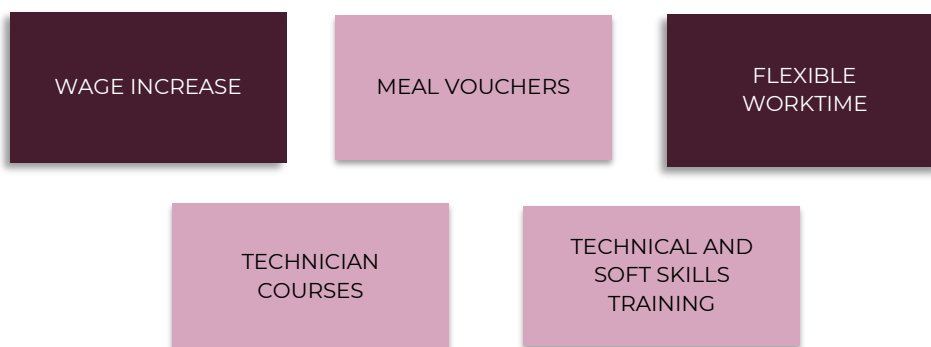 WAGE INCREASE
MEAL VOUCHERS
FLEXIBLE
WORKTIME
TECHNICIAN
COURSES
TECHNICAL AND
SOFT SKILLS
TRAINING